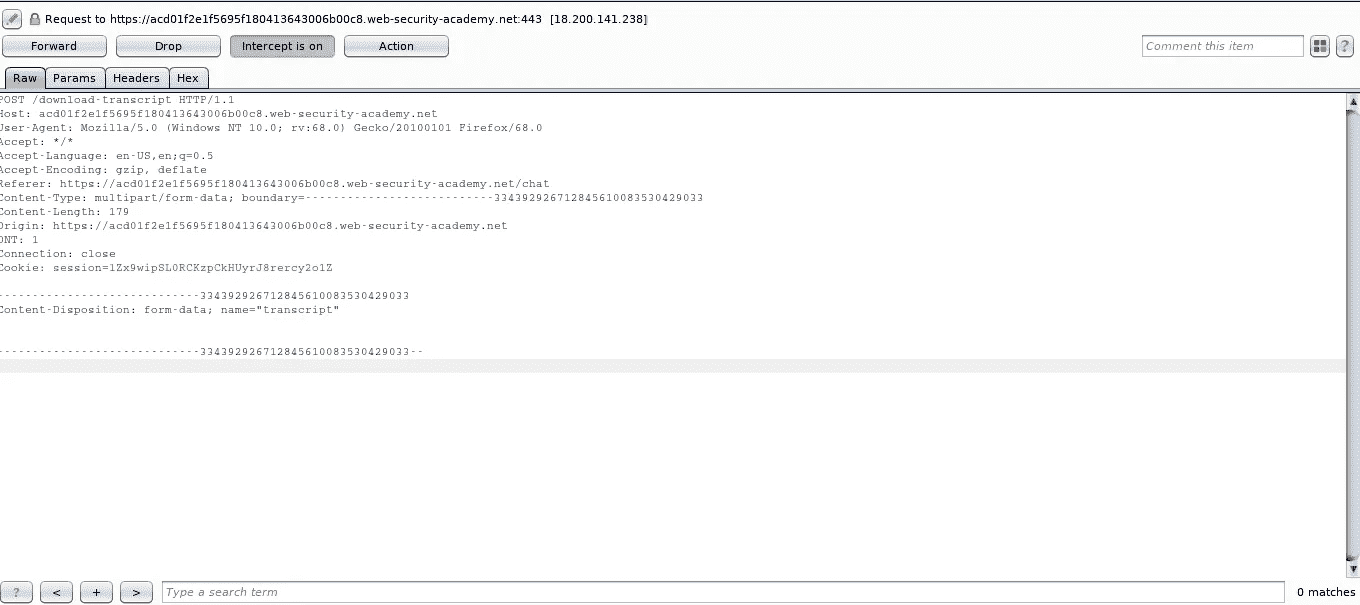 Request to https://acd01f2e1f5695f180413643006b00c8.web-security-academy.net:443 [18.200.141.238]
Forward Drop Intercept is on Action Comment this item ?
Raw Params Headers Hex
POST /download-transcript HTTP/1.1
Host: acd01f2e1f5695f180413643006b00c8.web-security-academy.net
User-Agent: Mozilla/5.0 (Windows NT 10.0; rv:68.0) Gecko/20100101 Firefox/68.0
Accept: */*
Accept-Language: en-US,en;q=0.5
Accept-Encoding: gzip, deflate
Referer: https://acd01f2e1f5695f180413643006b00c8.web-security-academy.net/chat
Content-Type: multipart/form-data; boundary=---------------------------334392926712845610083530429033
Content-Length: 179
Origin: https://acd01f2e1f5695f180413643006b00c8.web-security-academy.net
DNT: 1
Connection: close
Cookie: session=1Zx9wipSL0RCKzpCkHUyrJ8rercy2o1Z
-----------------------------334392926712845610083530429033
Content-Disposition: form-data; name="transcript"
-----------------------------334392926712845610083530429033--
? < + > Type a search term 0 matches